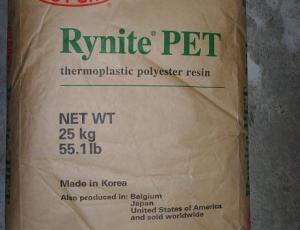 Rynite® PET
thermoplastic polyester resin
NET WT
25 kg
55.1 lb
Made in Korea
Also produced in: Belgium
Japan
United States of America
and sold worldwide